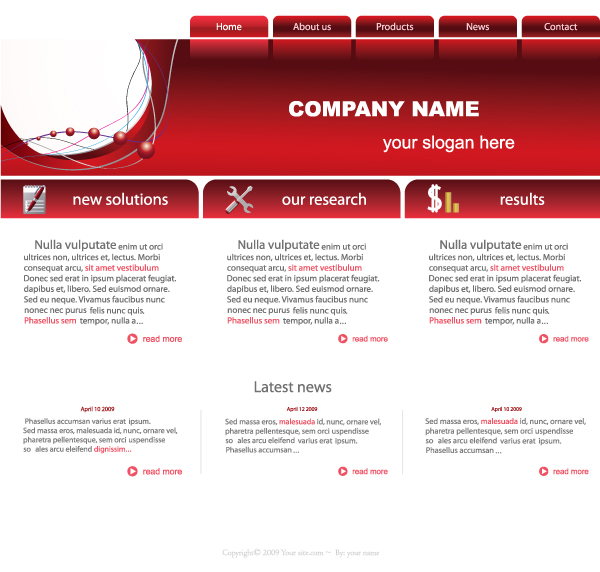 Home
About us
Products
News
Contact
COMPANY NAME
your slogan here
new solutions
our research
results
Nulla vulputate enim ut orci
ultrices non, ultrices et, lectus. Morbi
consequat arcu, sit amet vestibulum
Donec sed erat in ipsum placerat feugiat.
dapibus et, libero. Sed euismod ornare.
Sed eu neque. Vivamus faucibus nunc
nonec nec purus felis nunc quis,
Phasellus sem tempor, nulla a...
read more
Nulla vulputate enim ut orci
ultrices non, ultrices et, lectus. Morbi
consequat arcu, sit amet vestibulum
Donec sed erat in ipsum placerat feugiat.
dapibus et, libero. Sed euismod ornare.
Sed eu neque. Vivamus faucibus nunc
nonec nec purus felis nunc quis,
Phasellus sem tempor, nulla a...
read more
Nulla vulputate enim ut orci
ultrices non, ultrices et, lectus. Morbi
consequat arcu, sit amet vestibulum
Donec sed erat in ipsum placerat feugiat.
dapibus et, libero. Sed euismod ornare.
Sed eu neque. Vivamus faucibus nunc
nonec nec purus felis nunc quis,
Phasellus sem tempor, nulla a...
read more
Latest news
April 10 2009
Phasellus accumsan varius erat ipsum.
Sed massa eros, malesuada id, nunc, ornare vel,
pharetra pellentesque, sem orci uspendisse
so ales arcu eleifend dignissim...
read more
April 12 2009
Sed massa eros, malesuada id, nunc, ornare vel,
pharetra pellentesque, sem orci uspendisse
so ales arcu eleifend varius erat ipsum.
Phasellus accumsan ...
read more
April 10 2009
Sed massa eros, malesuada id, nunc, ornare vel,
pharetra pellentesque, sem orci uspendisse
so ales arcu eleifend varius erat ipsum.
Phasellus accumsan ...
read more
Copyright© 2009 Your site.com ~ By: your name